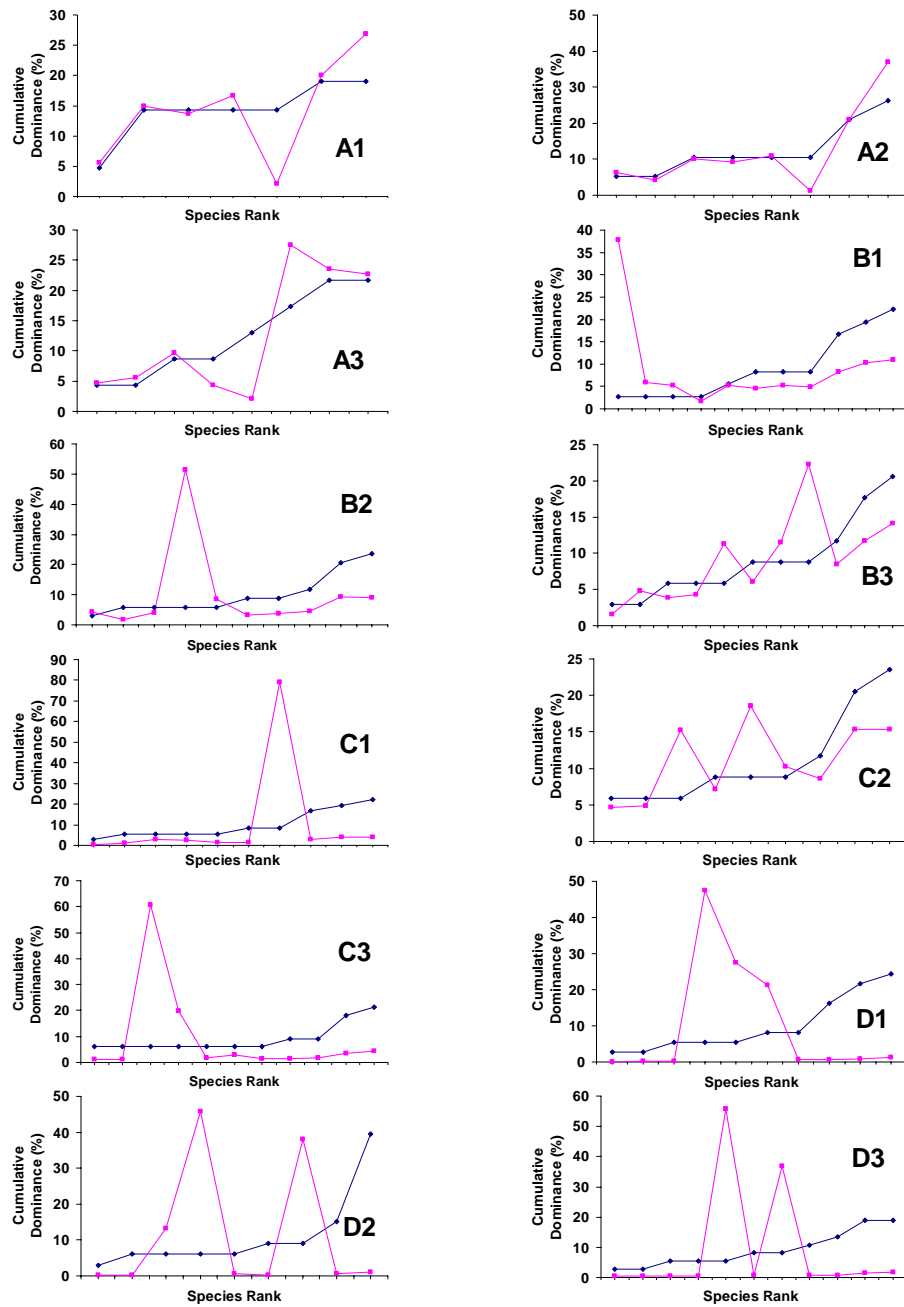 Cumulative
Dominance (%)
30
25
20
15
10
5
0
A1
Species Rank
Cumulative
Dominance (%)
50
40
30
20
10
0
A2
Species Rank
Cumulative
Dominance (%)
30
25
20
15
10
5
0
A3
Species Rank
Cumulative
Dominance (%)
40
35
30
25
20
15
10
5
0
B1
Species Rank
Cumulative
Dominance (%)
60
50
40
30
20
10
0
B2
Species Rank
Cumulative
Dominance (%)
25
20
15
10
5
0
B3
Species Rank
Cumulative
Dominance (%)
90
80
70
60
50
40
30
20
10
0
C1
Species Rank
Cumulative
Dominance (%)
25
20
15
10
5
0
C2
Species Rank
Cumulative
Dominance (%)
70
60
50
40
30
20
10
0
C3
Species Rank
Cumulative
Dominance (%)
50
40
30
20
10
0
D1
Species Rank
Cumulative
Dominance (%)
50
40
30
20
10
0
D2
Species Rank
Cumulative
Dominance (%)
60
50
40
30
20
10
0
D3
Species Rank